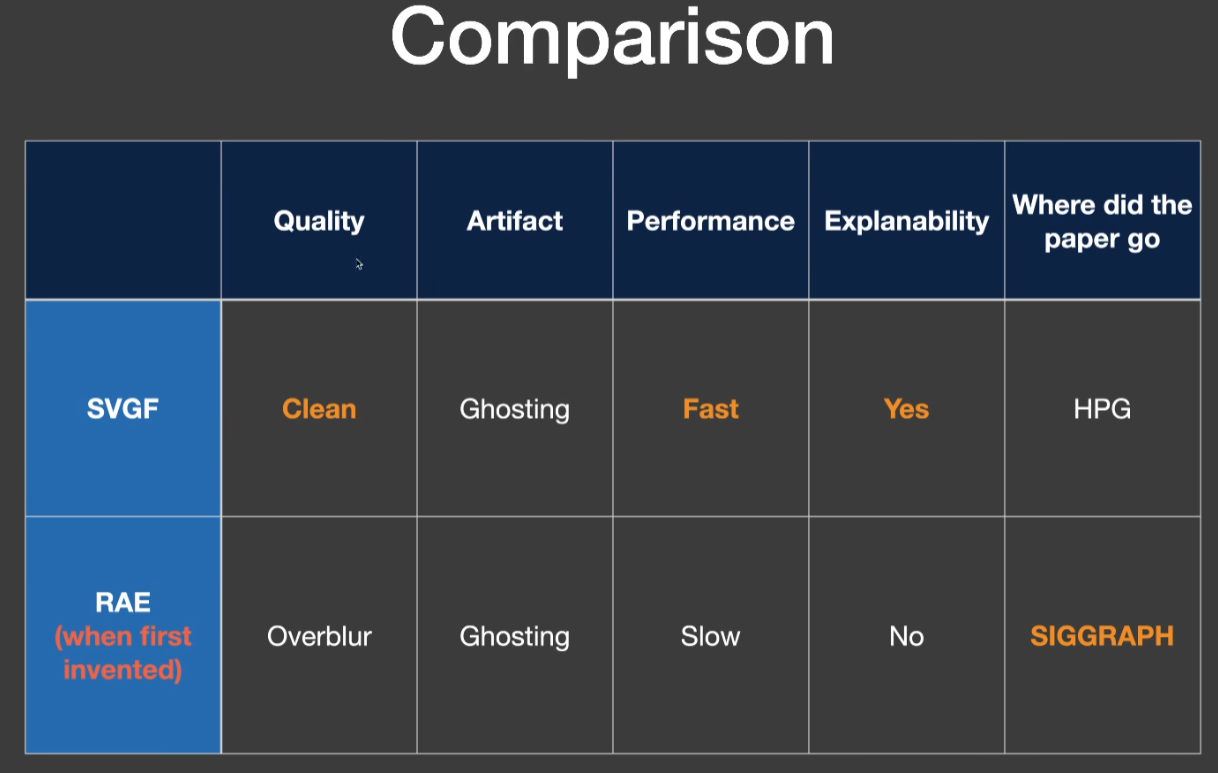 Comparison
Quality
Artifact
Performance
Explanability
Where did the
paper go
SVGF
Clean
Ghosting
Fast
Yes
HPG
RAE
(when first
invented)
Overblur
Ghosting
Slow
No
SIGGRAPH